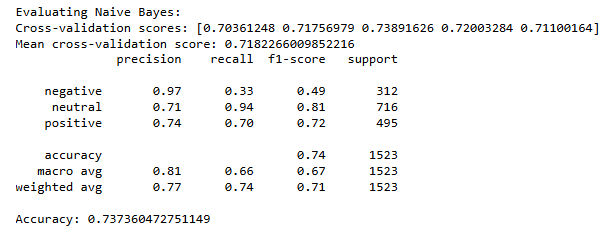 Evaluating Naive Bayes:
Cross-validation scores: [0.70361248 0.71756979 0.73891626 0.72003284 0.71100164]
Mean cross-validation score: 0.7182266009852216
precision recall f1-score support
negative 0.97 0.33 0.49 312
neutral 0.71 0.94 0.81 716
positive 0.74 0.70 0.72 495
accuracy 0.74 1523
macro avg 0.81 0.66 0.67 1523
weighted avg 0.77 0.74 0.71 1523
Accuracy: 0.737360472751149